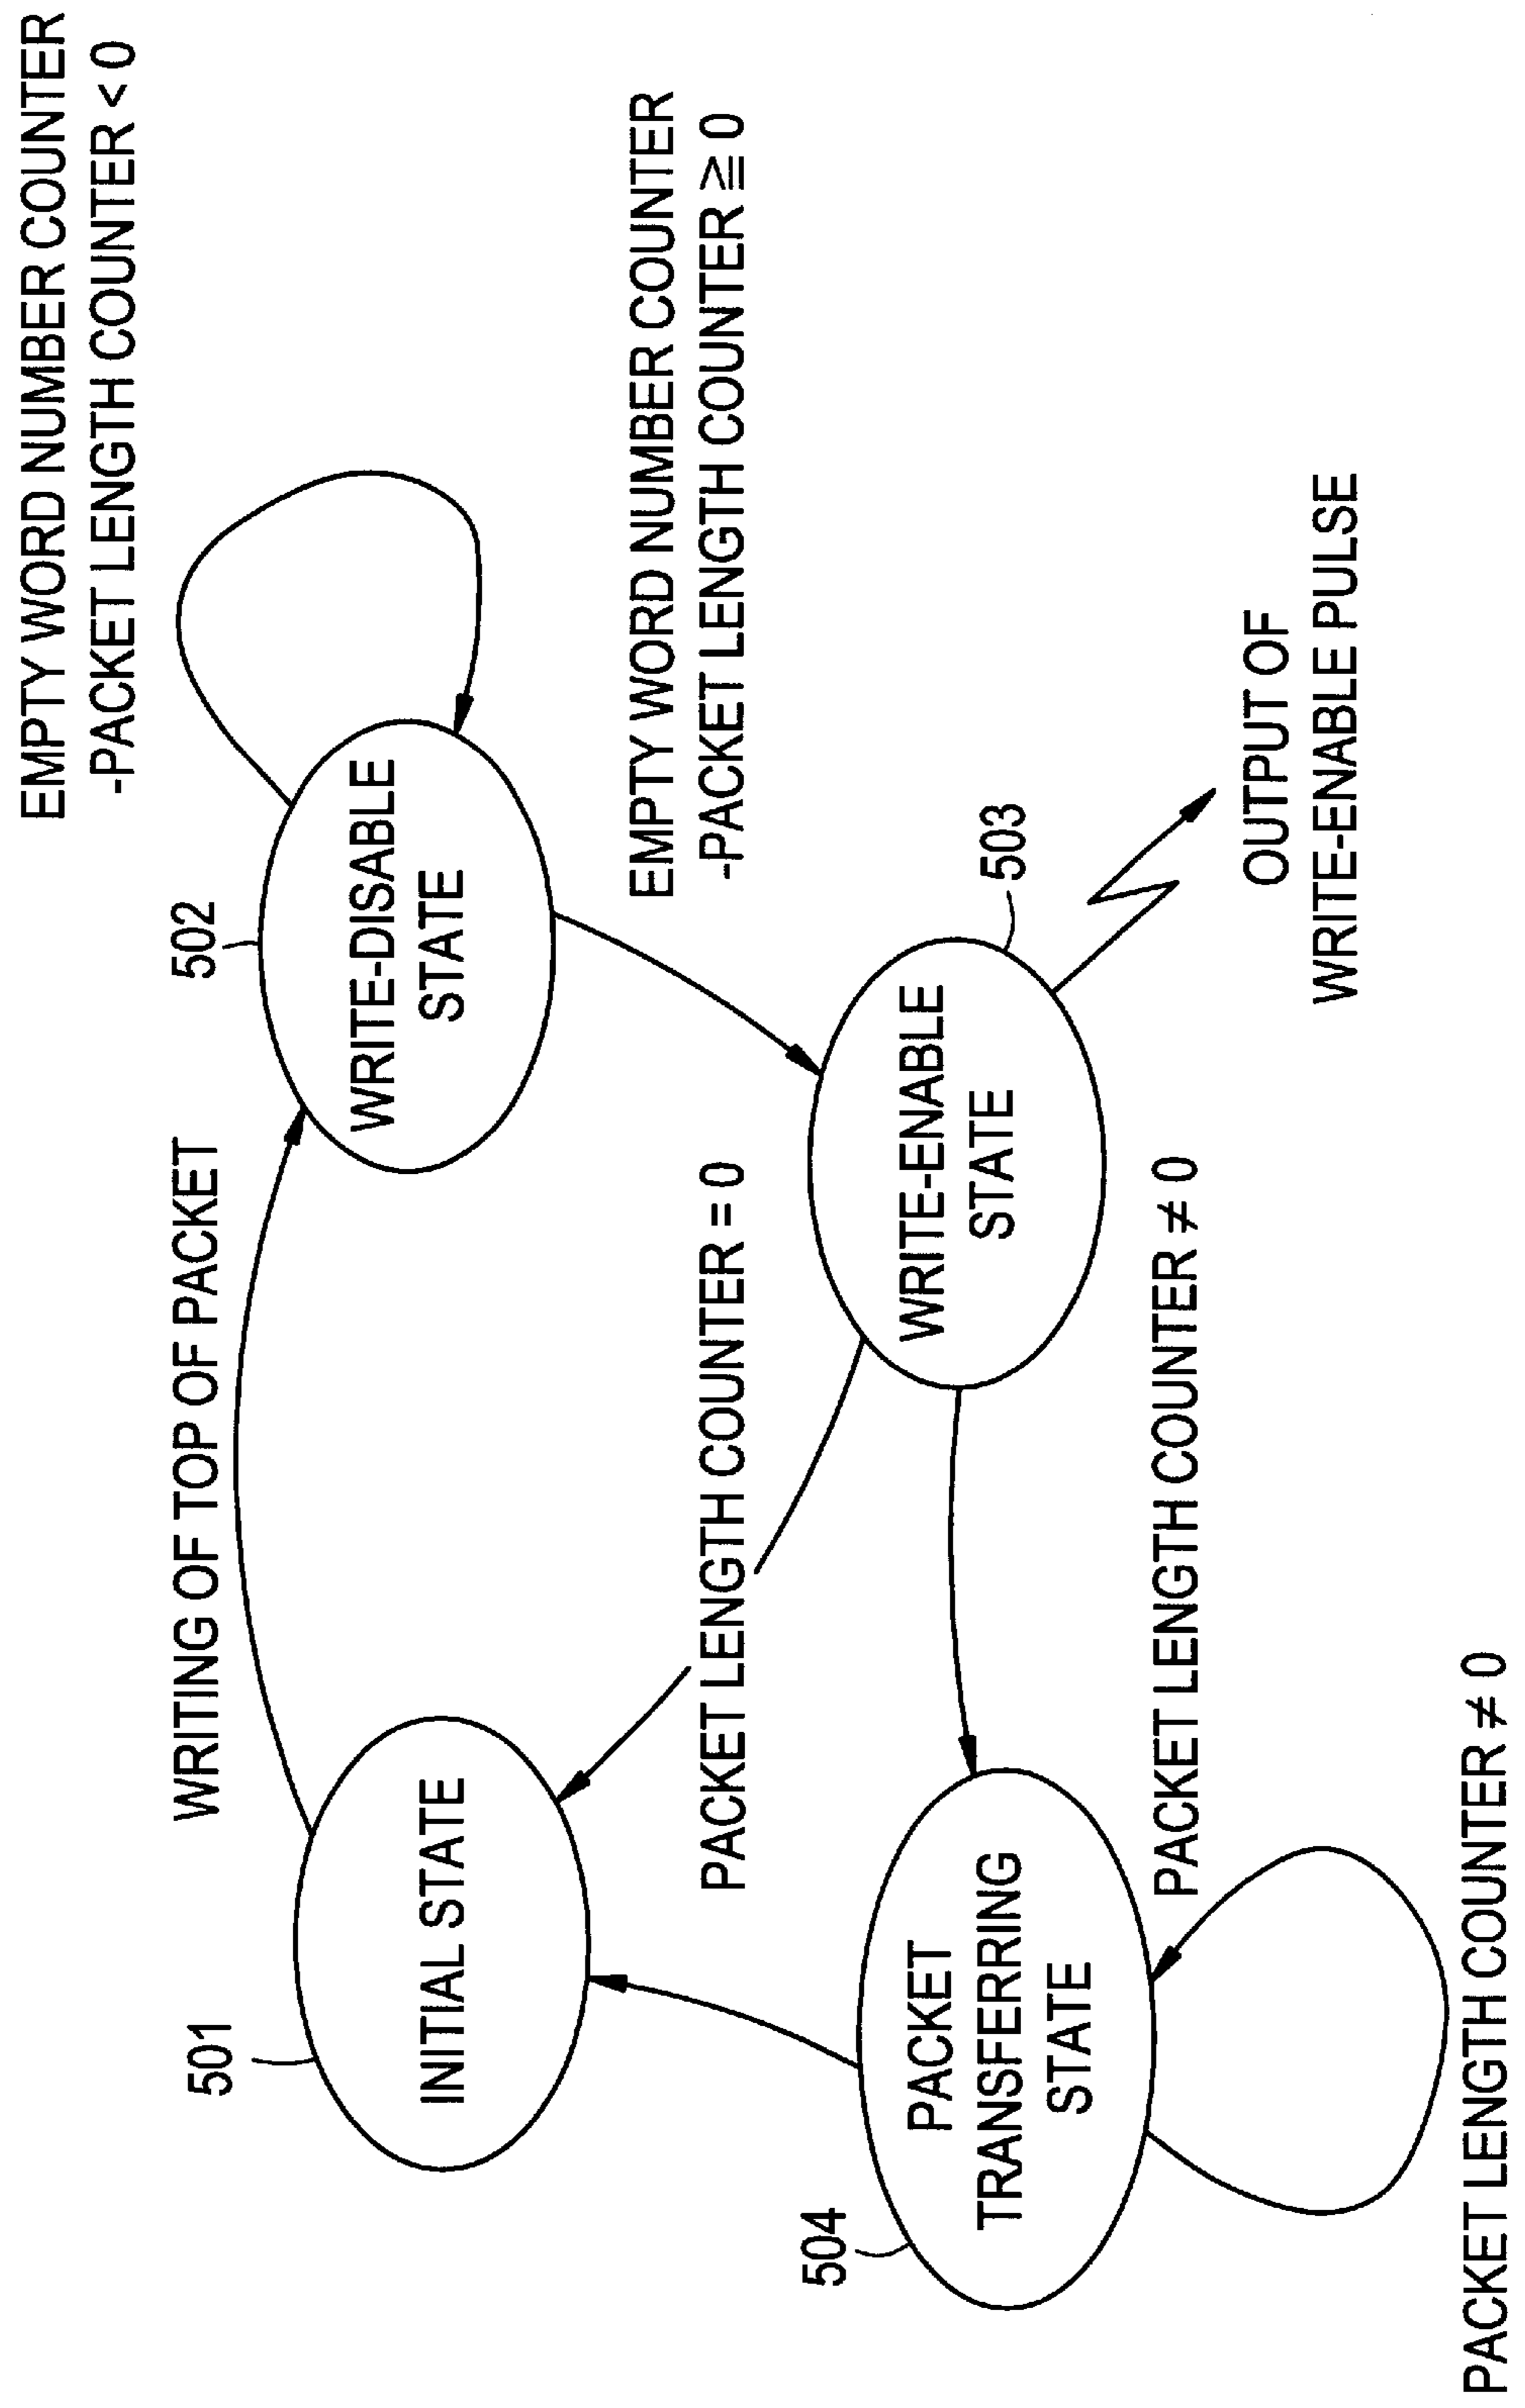 EMPTY WORD NUMBER COUNTER
-PACKET LENGTH COUNTER < 0
WRITING OF TOP OF PACKET
502
501
WRITE-DISABLE
STATE
INITIAL STATE
EMPTY WORD NUMBER COUNTER
-PACKET LENGTH COUNTER ≧ 0
PACKET LENGTH COUNTER = 0
503
504
WRITE-ENABLE
STATE
PACKET
TRANSFERRING
STATE
PACKET LENGTH COUNTER ≠ 0
OUTPUT OF
WRITE-ENABLE PULSE
PACKET LENGTH COUNTER ≠ 0